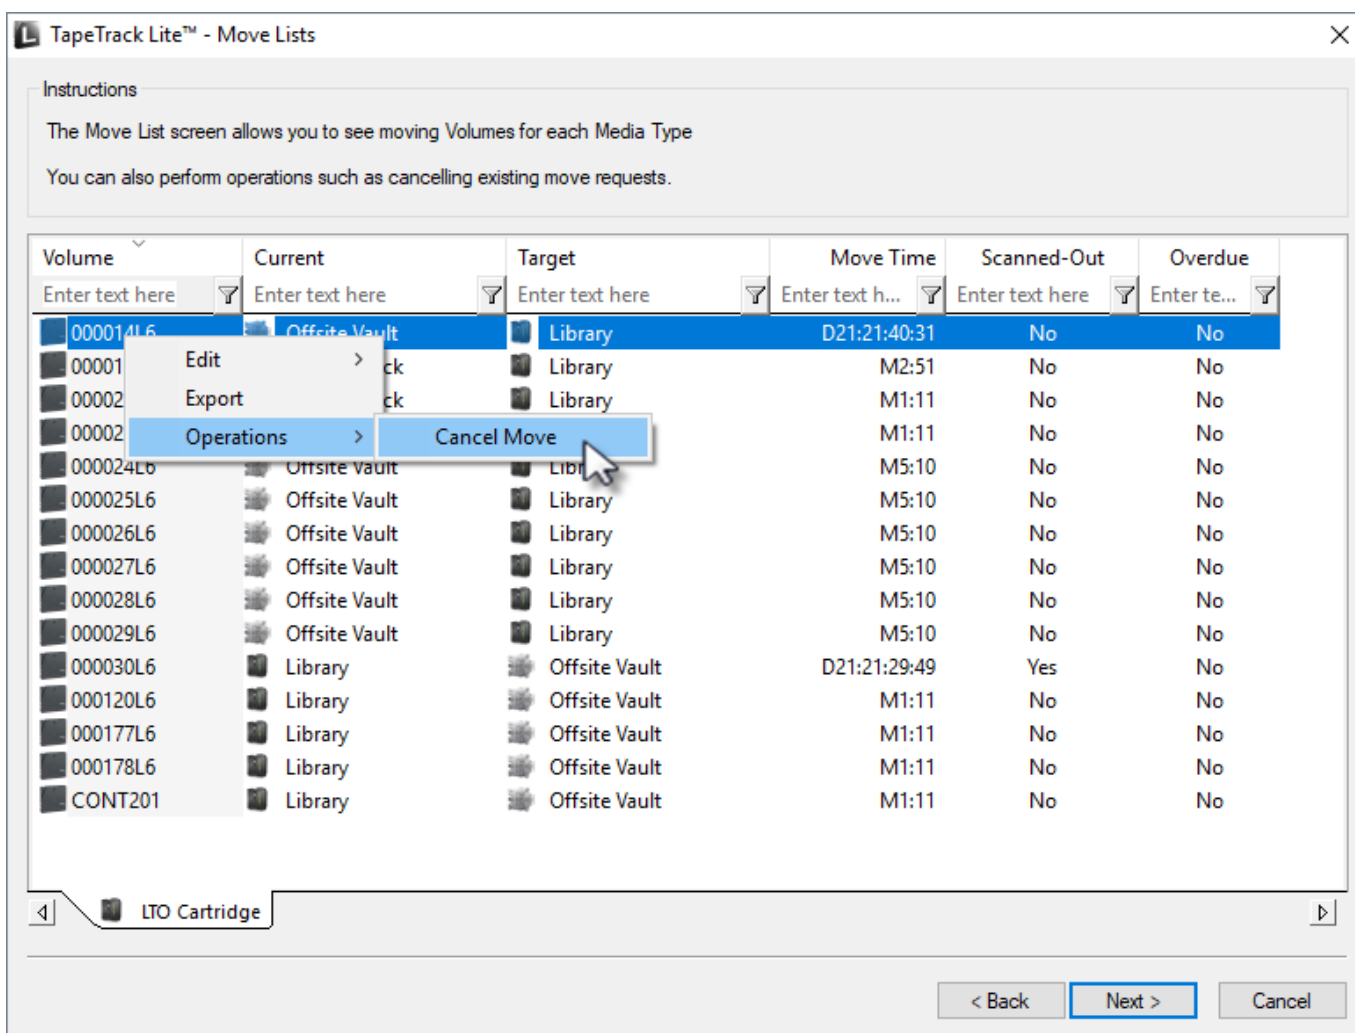 TapeTrack Lite™ - Move Lists
Instructions
The Move List screen allows you to see moving Volumes for each Media Type
You can also perform operations such as cancelling existing move requests.
Volume Current Target Move Time Scanned-Out Overdue
Enter text here Enter text here Enter text here Enter text h... Enter text here Enter te...
000014L6 Offsite Vault Library D21:21:40:31 No No
00001 ck Library M2:51 No No
00002 ck Library M1:11 No No
00002 M1:11 No No
000024L6 Offsite Vault M5:10 No No
000025L6 Offsite Vault Library M5:10 No No
000026L6 Offsite Vault Library M5:10 No No
000027L6 Offsite Vault Library M5:10 No No
000028L6 Offsite Vault Library M5:10 No No
000029L6 Offsite Vault Library M5:10 No No
000030L6 Library Offsite Vault D21:21:29:49 Yes No
000120L6 Library Offsite Vault M1:11 No No
000177L6 Library Offsite Vault M1:11 No No
000178L6 Library Offsite Vault M1:11 No No
CONT201 Library Offsite Vault M1:11 No No
Edit >
Export
Operations >
Cancel Move
LTO Cartridge
< Back Next > Cancel